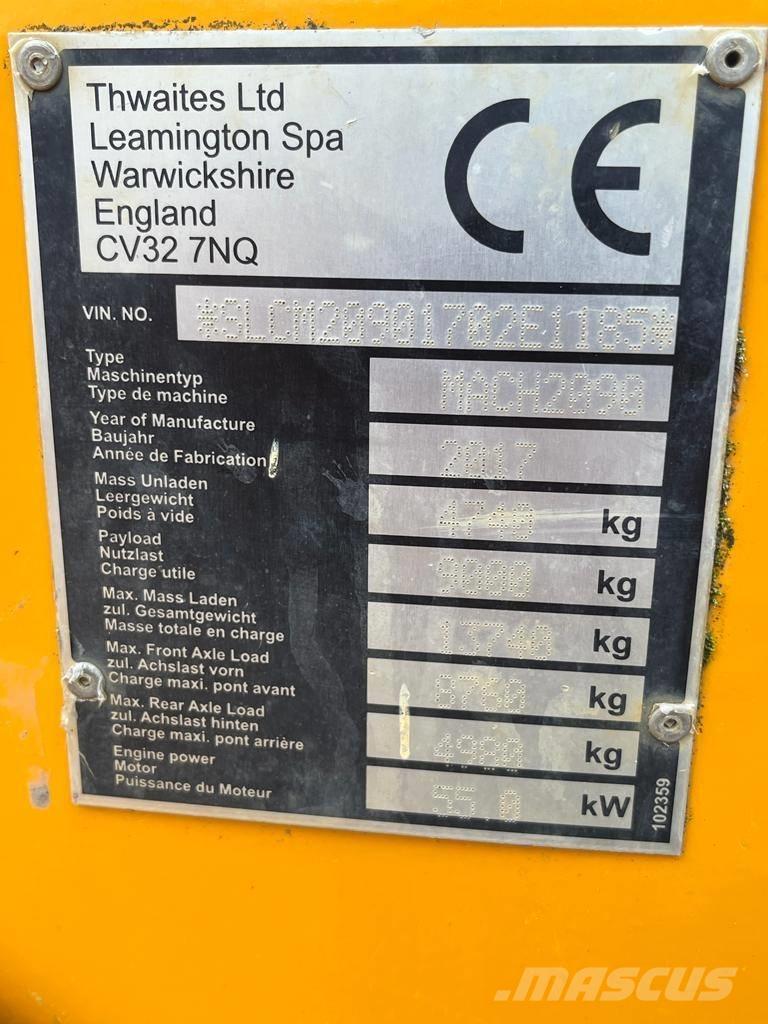 Thwaites Ltd
Leamington Spa
Warwickshire
England
CV32 7NQ
CE
VIN. NO. *SLCM20901702E1185*
Type
Maschinentyp
Type de machine
MACH2090
Year of Manufacture
Baujahr
Année de Fabrication
2017
Mass Unladen
Leergewicht
Poids à vide
4740 kg
Payload
Nutzlast
Charge utile
9000 kg
Max. Mass Laden
zul. Gesamtgewicht
Masse totale en charge
13740 kg
Max. Front Axle Load
zul. Achslast vorn
Charge maxi. pont avant
kg
Max. Rear Axle Load
zul. Achslast hinten
Charge maxi. pont arrière
kg
Engine power
Motor
Puissance du Moteur
55.0 kW
102359
MASCUS